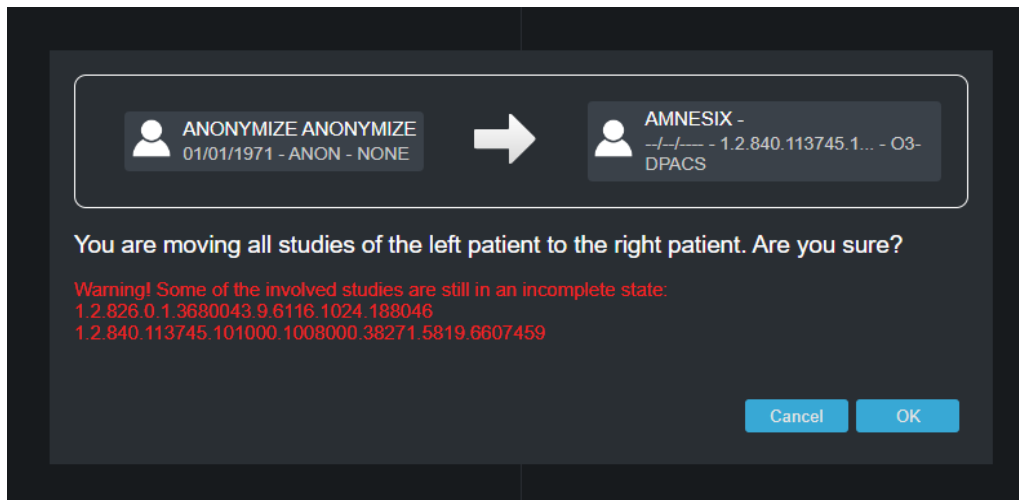 ANONYMIZE ANONYMIZE
01/01/1971 - ANON - NONE
AMNESIX -
--/--/---- - 1.2.840.113745.1... - O3-
DPACS
You are moving all studies of the left patient to the right patient. Are you sure?
Warning! Some of the involved studies are still in an incomplete state:
1.2.826.0.1.3680043.9.6116.1024.188046
1.2.840.113745.101000.1008000.38271.5819.6607459
Cancel
OK